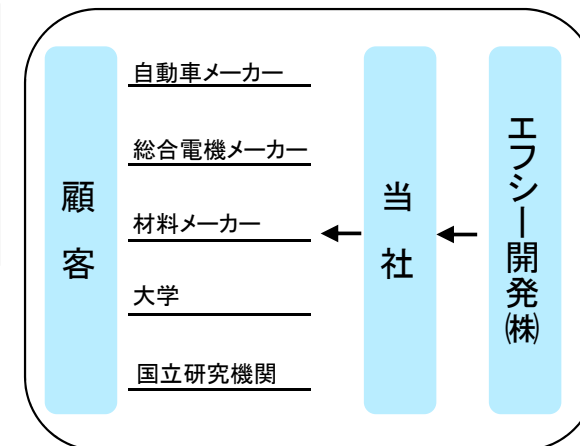 顧客
自動車メーカー
総合電機メーカー
材料メーカー
大学
国立研究機関
当社
エフシー開発㈱